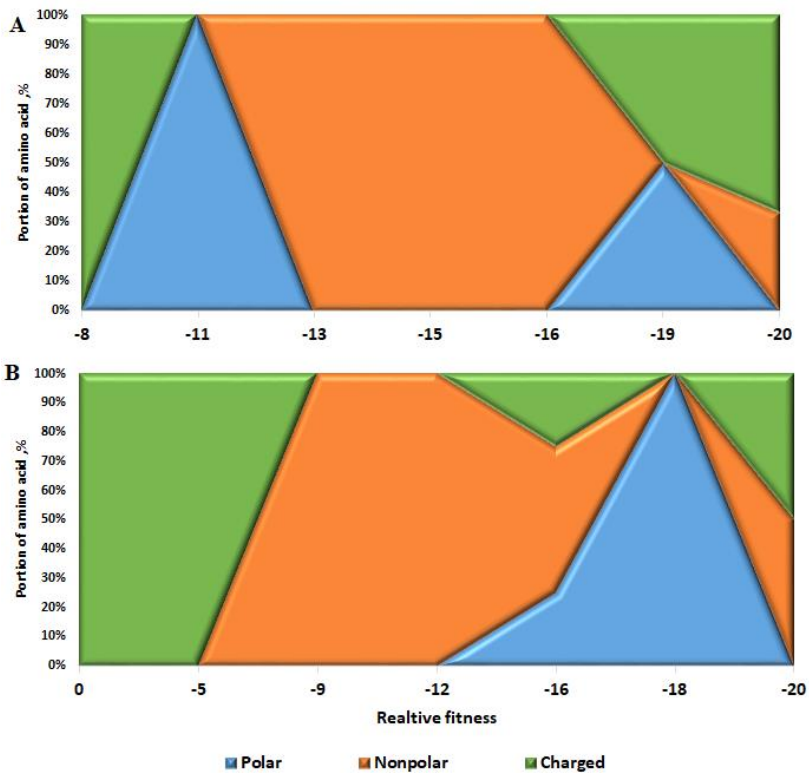 A
Portion of amino acid ,%
100%
90%
80%
70%
60%
50%
40%
30%
20%
10%
0%
-8 -11 -13 -15 -16 -19 -20
B
Portion of amino acid ,%
100%
90%
80%
70%
60%
50%
40%
30%
20%
10%
0%
0 -5 -9 -12 -16 -18 -20
Realtive fitness
Polar Nonpolar Charged